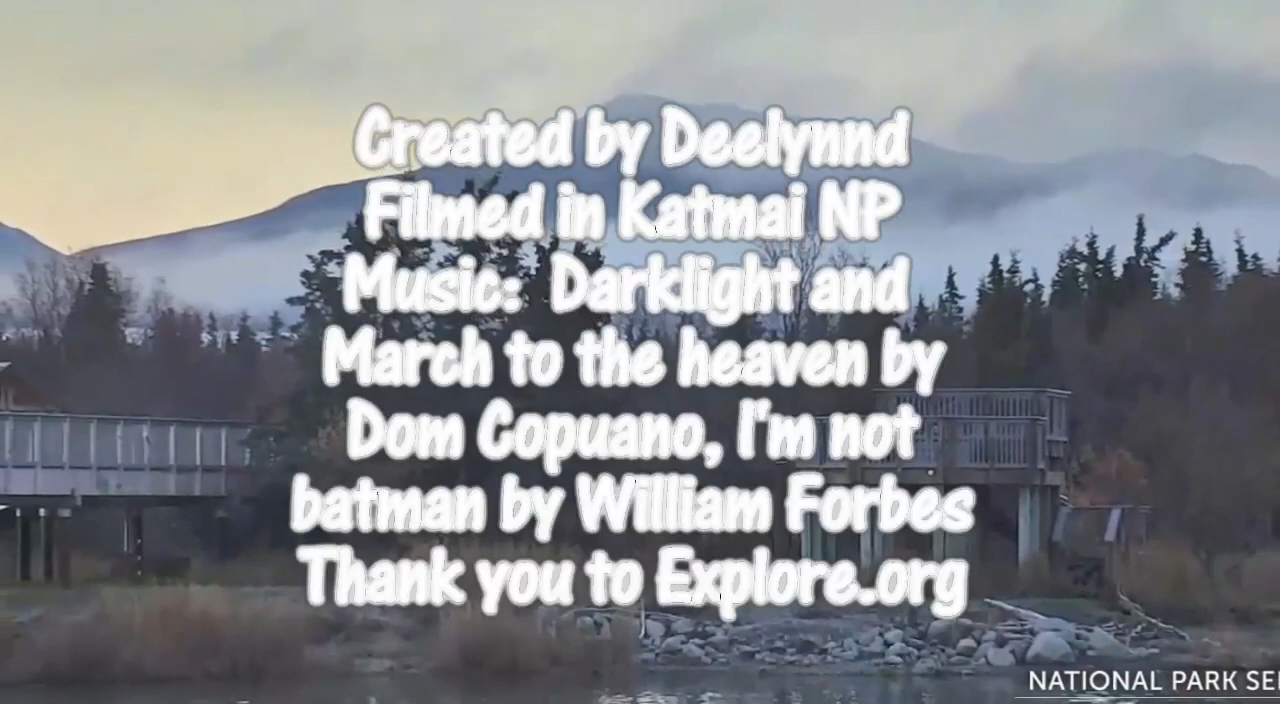 Created by Deelynnd
Filmed in Katmai NP
Music: Darklight and
March to the heaven by
Dom Copuano, I'm not
batman by William Forbes
Thank you to Explore.org
NATIONAL PARK